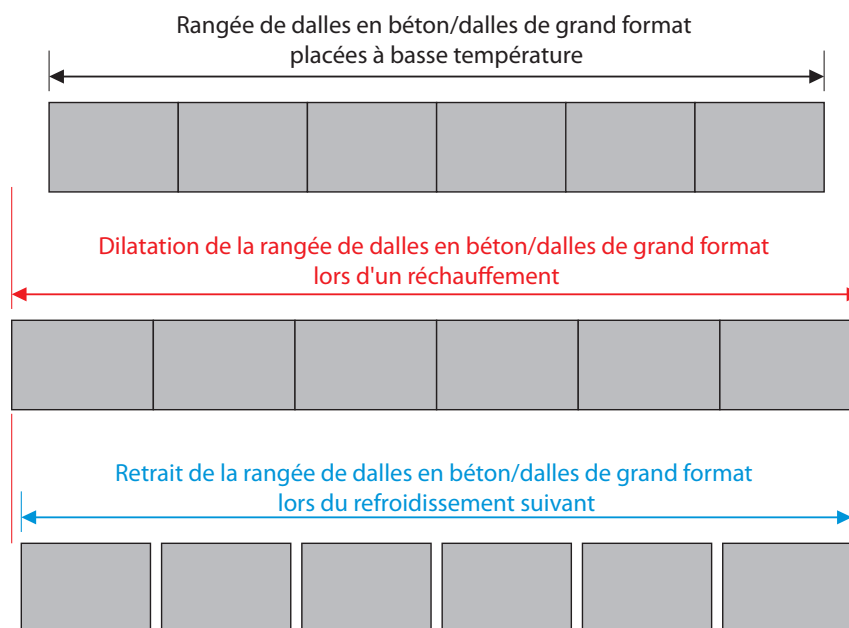 Rangée de dalles en béton/dalles de grand format
placées à basse température
Dilatation de la rangée de dalles en béton/dalles de grand format
lors d'un réchauffement
Retrait de la rangée de dalles en béton/dalles de grand format
lors du refroidissement suivant